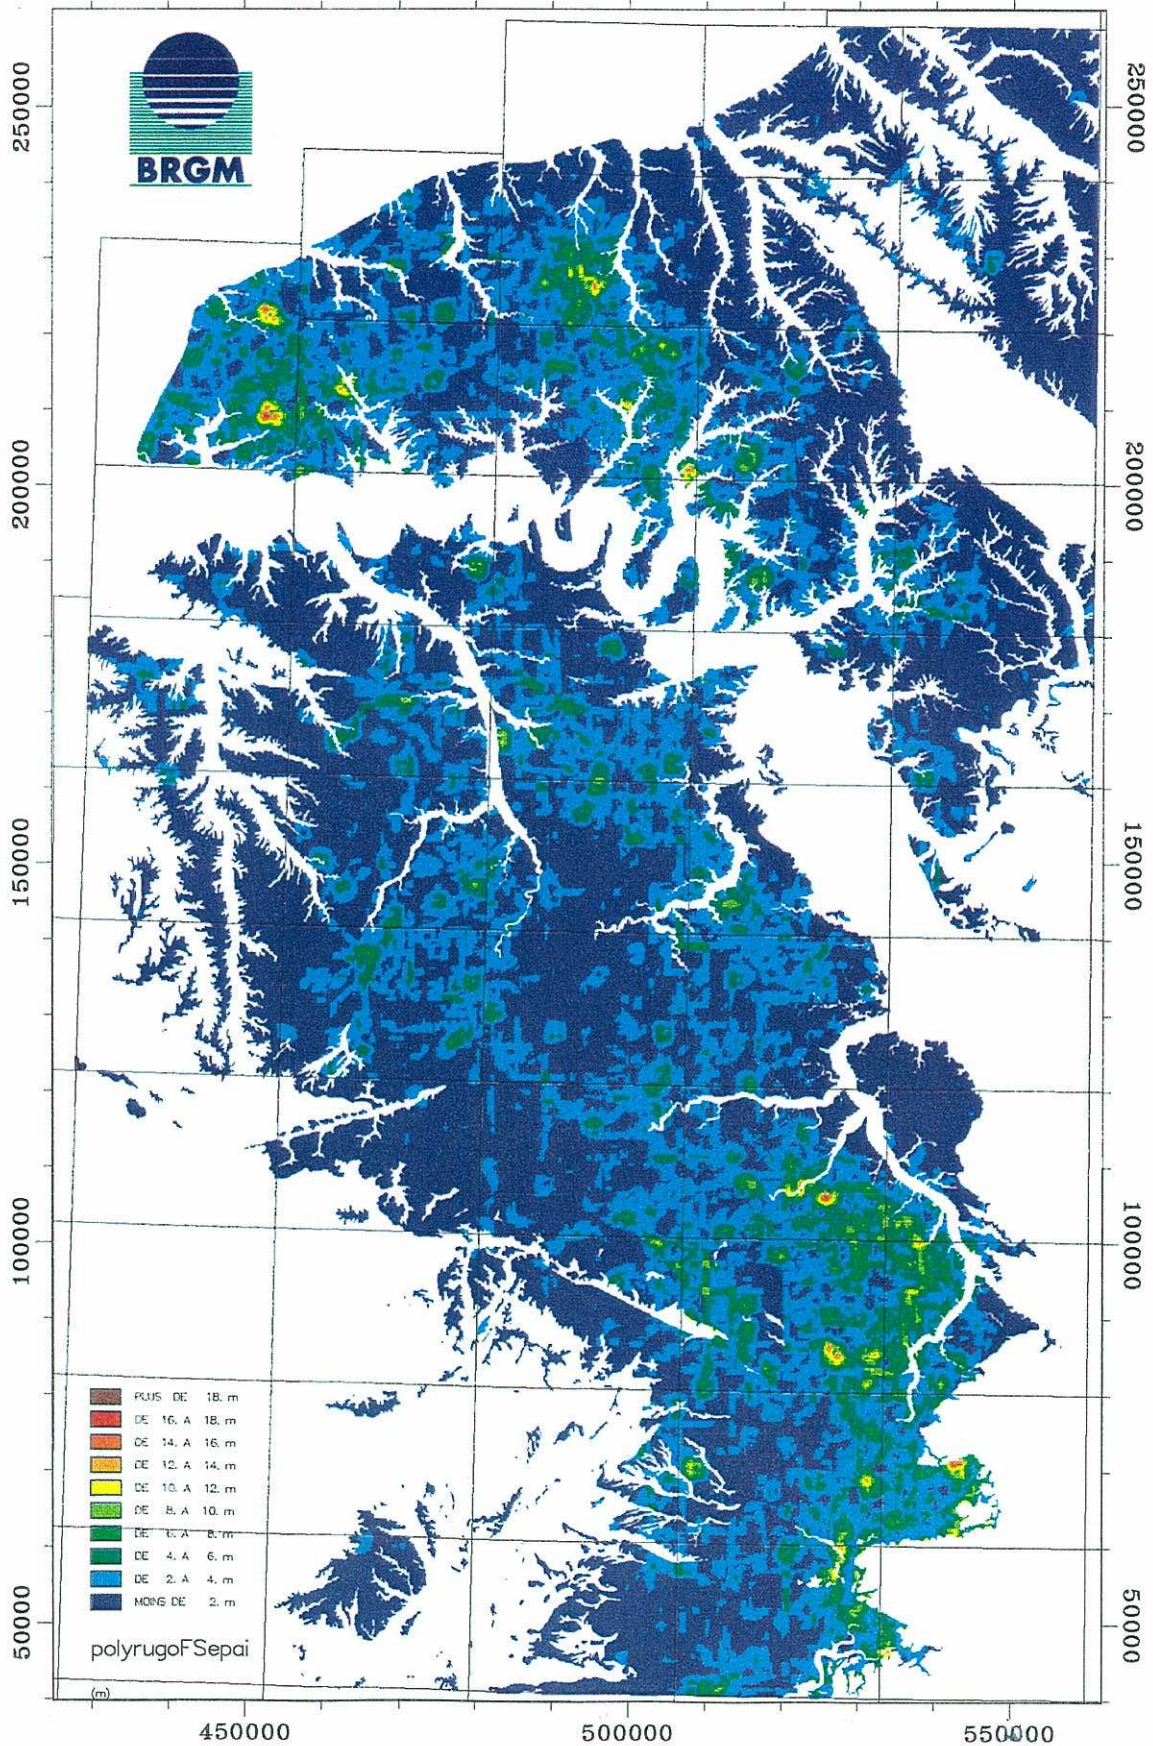 BRGM
250000
200000
150000
100000
50000
250000
200000
150000
100000
50000
PLUS DE 18. m
DE 16. A 18. m
DE 14. A 16. m
DE 12. A 14. m
DE 10. A 12. m
DE 8. A 10. m
DE 6. A 8. m
DE 4. A 6. m
DE 2. A 4. m
MOINS DE 2. m
polyrugoFSepai
(m)
450000
500000
550000